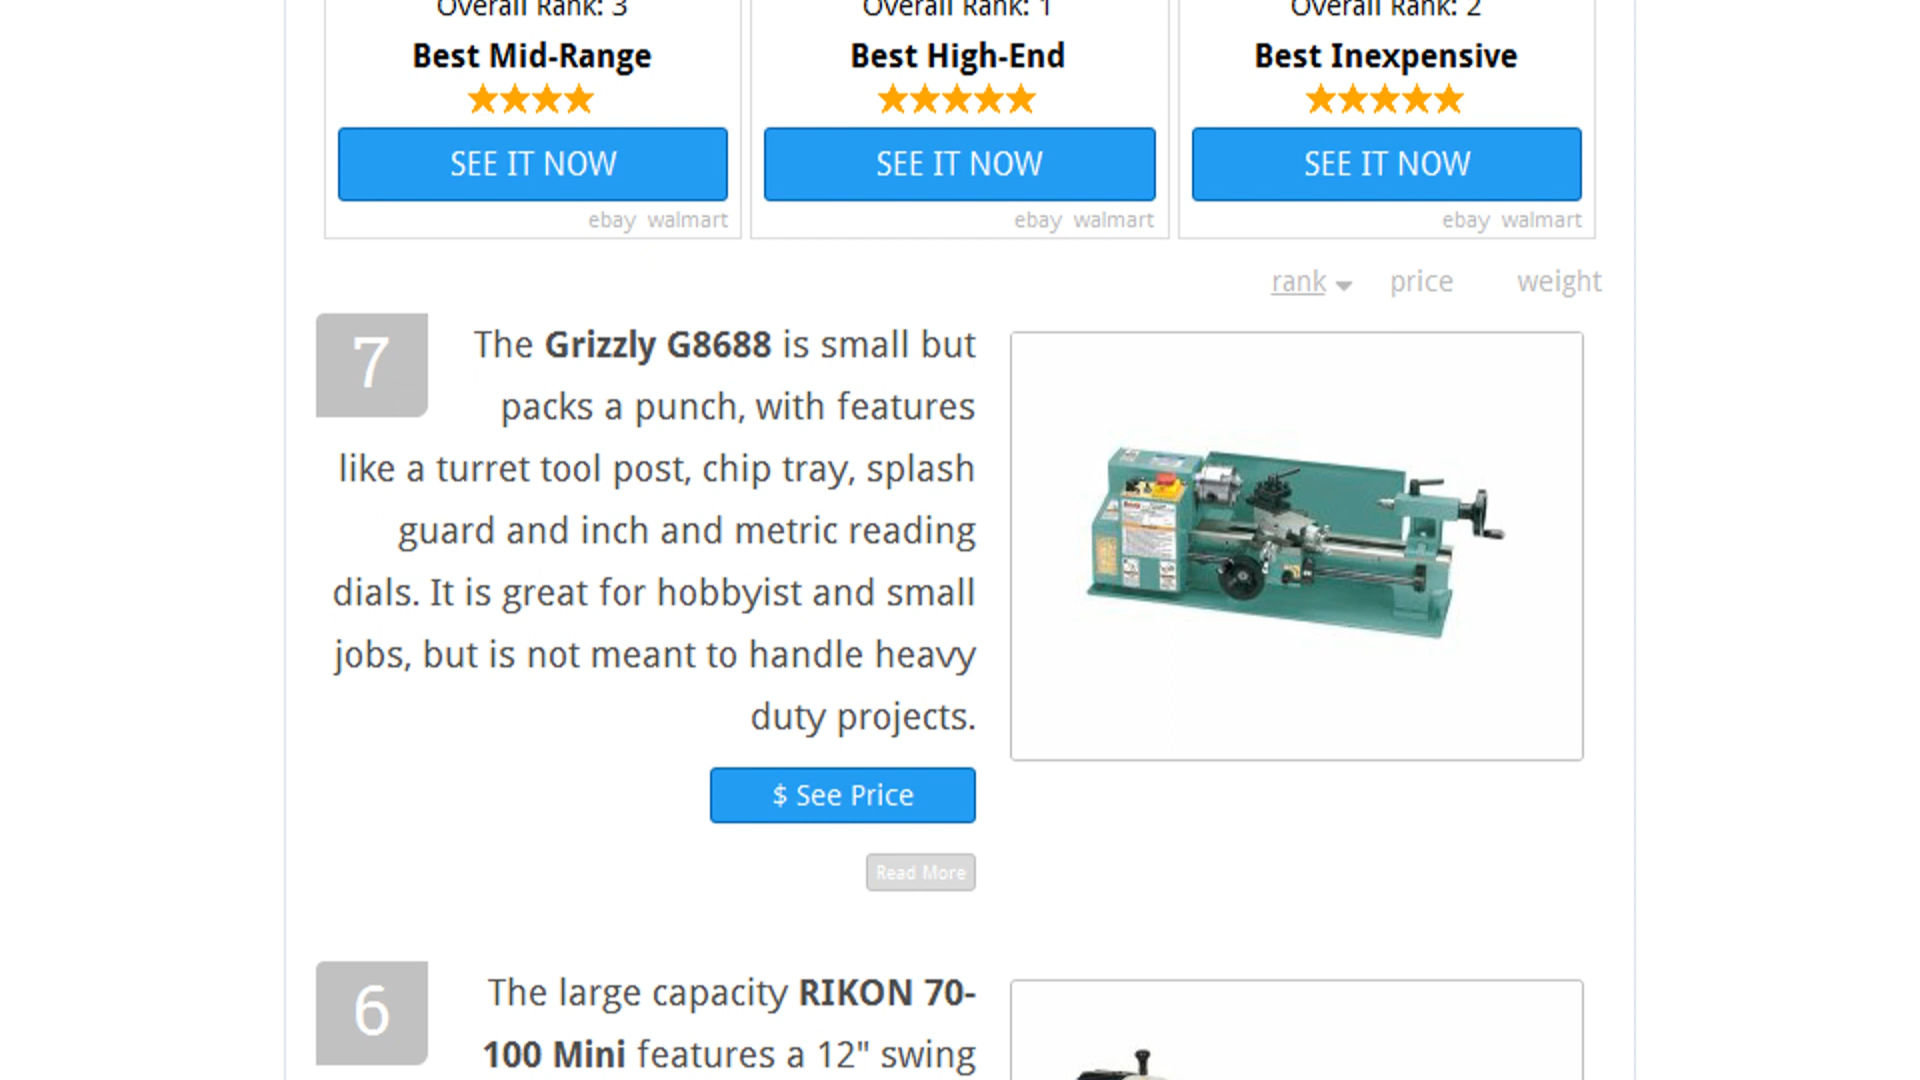 Overall Rank: 3
Best Mid-Range
SEE IT NOW
ebay walmart
Overall Rank: 1
Best High-End
SEE IT NOW
ebay walmart
Overall Rank: 2
Best Inexpensive
SEE IT NOW
ebay walmart
rank price weight
7
The Grizzly G8688 is small but
packs a punch, with features
like a turret tool post, chip tray, splash
guard and inch and metric reading
dials. It is great for hobbyist and small
jobs, but is not meant to handle heavy
duty projects.
$ See Price
Read More
6
The large capacity RIKON 70-
100 Mini features a 12" swing